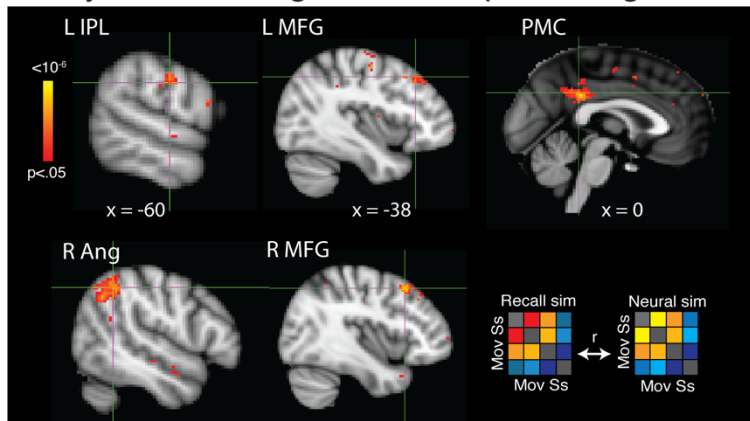 L IPL
L MFG
PMC
<10⁻⁶
p<.05
x = -60
x = -38
x = 0
R Ang
R MFG
Recall sim
Neural sim
Mov Ss
r
Mov Ss
Mov Ss
Mov Ss